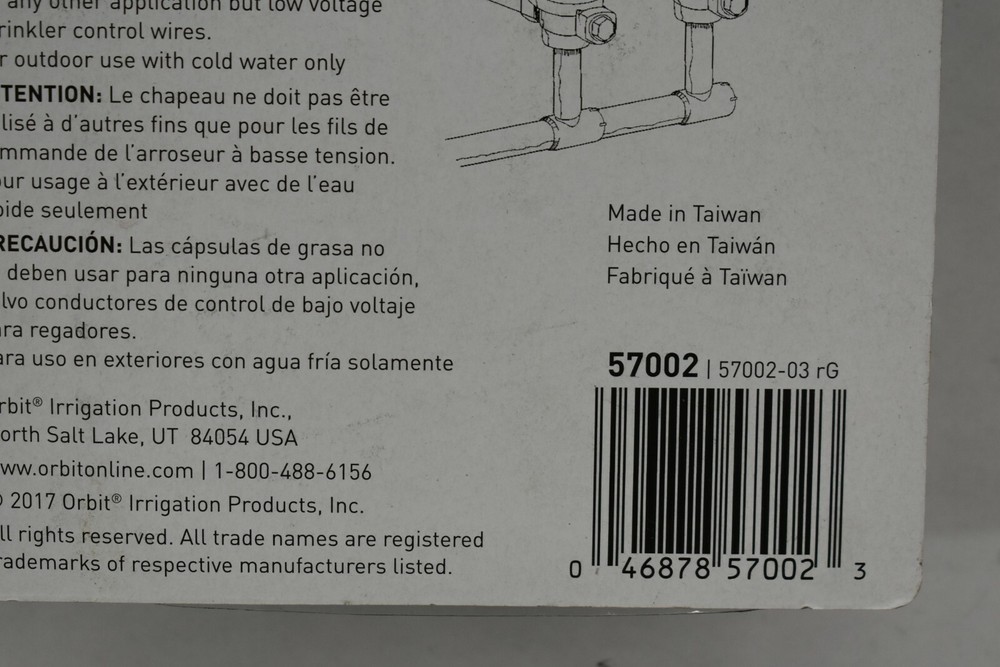 any other application but low voltage
rinkler control wires.
r outdoor use with cold water only
TENTION: Le chapeau ne doit pas être
lisé à d'autres fins que pour les fils de
mmande de l'arroseur à basse tension.
ur usage à l'extérieur avec de l'eau
oide seulement
RECAUCIÓN: Las cápsulas de grasa no
deben usar para ninguna otra aplicación,
lvo conductores de control de bajo voltaje
ara regadores.
ara uso en exteriores con agua fría solamente
rbit® Irrigation Products, Inc.,
orth Salt Lake, UT 84054 USA
ww.orbitonline.com | 1-800-488-6156
© 2017 Orbit® Irrigation Products, Inc.
ll rights reserved. All trade names are registered
rademarks of respective manufacturers listed.
Made in Taiwan
Hecho en Taiwán
Fabriqué à Taïwan
57002 | 57002-03 rG
0 46878 57002 3